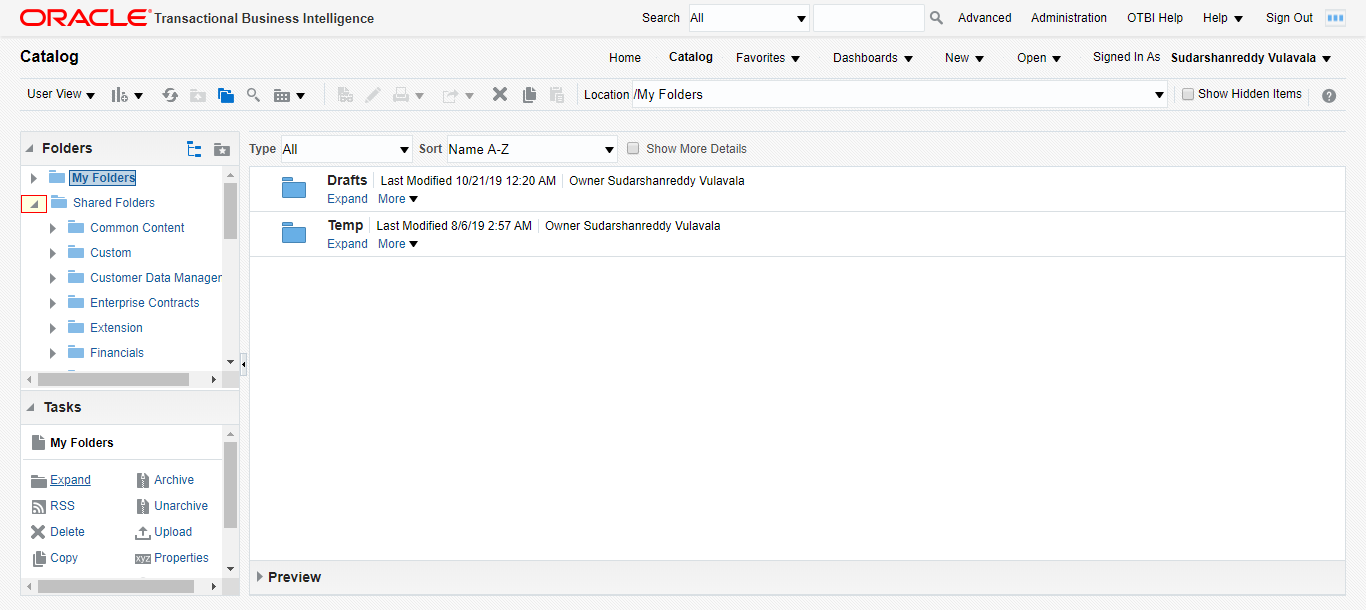 ORACLE Transactional Business Intelligence Search All Advanced Administration OTBI Help Help Sign Out
Catalog Home Catalog Favorites Dashboards New Open Signed In As Sudarshanreddy Vulavala
User View Location /My Folders Show Hidden Items
Folders
My Folders
Shared Folders
Common Content
Custom
Customer Data Manager
Enterprise Contracts
Extension
Financials
Tasks
My Folders
Expand Archive
RSS Unarchive
Delete Upload
Copy xyz Properties
Type All Sort Name A-Z Show More Details
Drafts Last Modified 10/21/19 12:20 AM Owner Sudarshanreddy Vulavala
Expand More
Temp Last Modified 8/6/19 2:57 AM Owner Sudarshanreddy Vulavala
Expand More
Preview